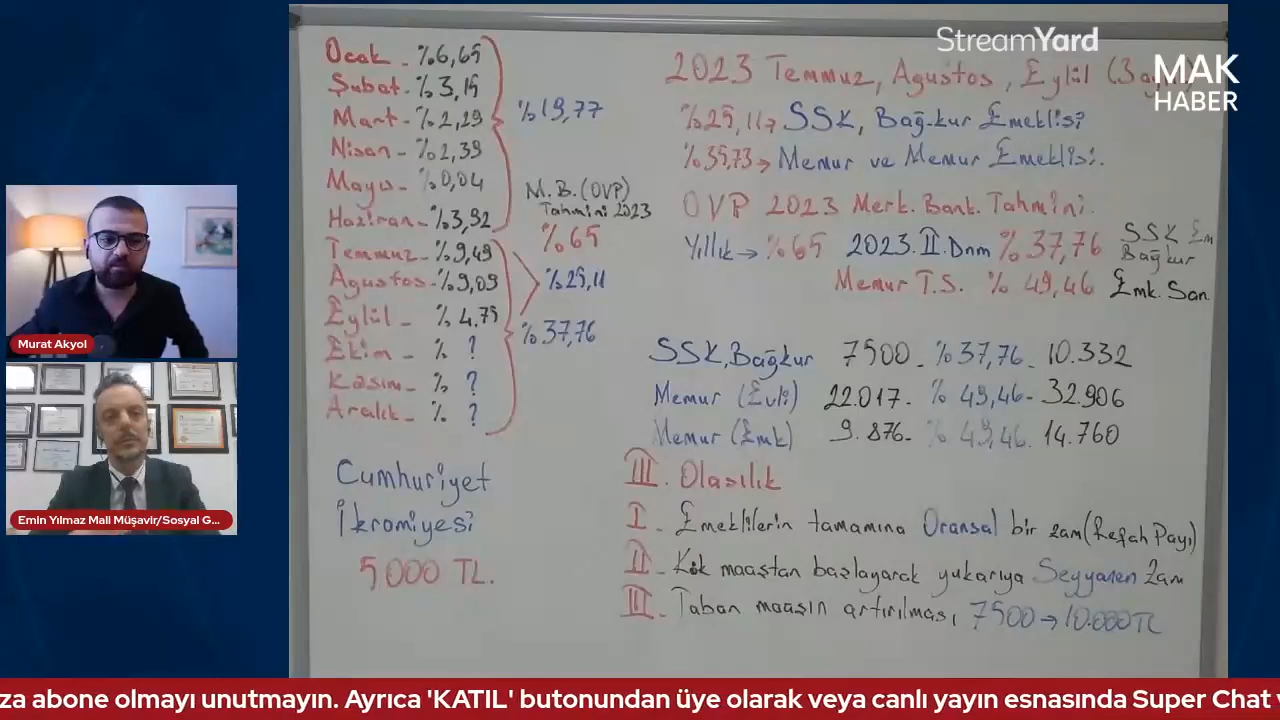 StreamYard
MAK
HABER
Ocak - %6,65
Şubat - %3,15
Mart - %2,29
Nisan - %2,39
Mayıs - %0,04
Haziran - %3,92
Temmuz - %9,49
Ağustos - %9,09
Eylül - % 4,75
Ekim - % ?
Kasım - % ?
Aralık - % ?
%19,77
M.B. (OVP)
Tahmini 2023
%65
%25,11
%37,76
Cumhuriyet
İkramiyesi
5000 TL.
2023 Temmuz, Ağustos, Eylül (3
%25,11→ SSK, Bağ-kur Emeklisi
%35,73→ Memur ve Memur Emeklisi.
OVP 2023 Merk. Bank. Tahmini.
Yıllık → %65 2023. II. Dnm %37,76 SSK Em
Bağkur
Memur T.S. % 49,46 Emk. San.
SSK, Bağkur 7500 - %37,76 - 10.332
Memur (Evli) 22.017 - % 49,46 - 32.906
Memur (Emk) 9.876 - % 49,46 - 14.760
III. Olasılık
I - Emeklilerin tamamına Oransal bir zam (Refah Payı)
II - Kök maaştan başlayarak yukarıya Seyyanen Zam
III - Taban maaşın artırılması, 7500 → 10.000 TL
Murat Akyol
Emin Yılmaz Mali Müşavir/Sosyal G...
za abone olmayı unutmayın. Ayrıca 'KATIL' butonundan üye olarak veya canlı yayın esnasında Super Chat